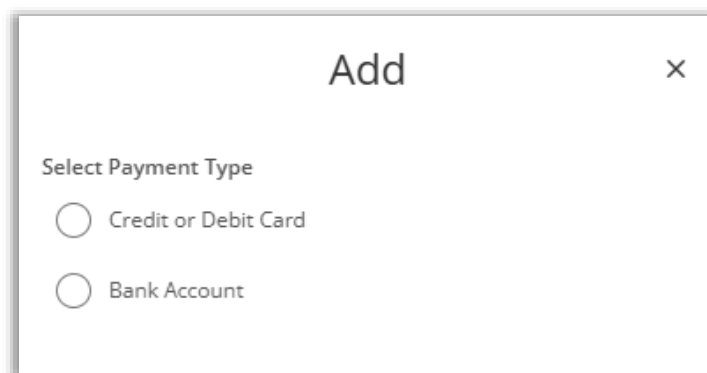 Add
Select Payment Type
Credit or Debit Card
Bank Account